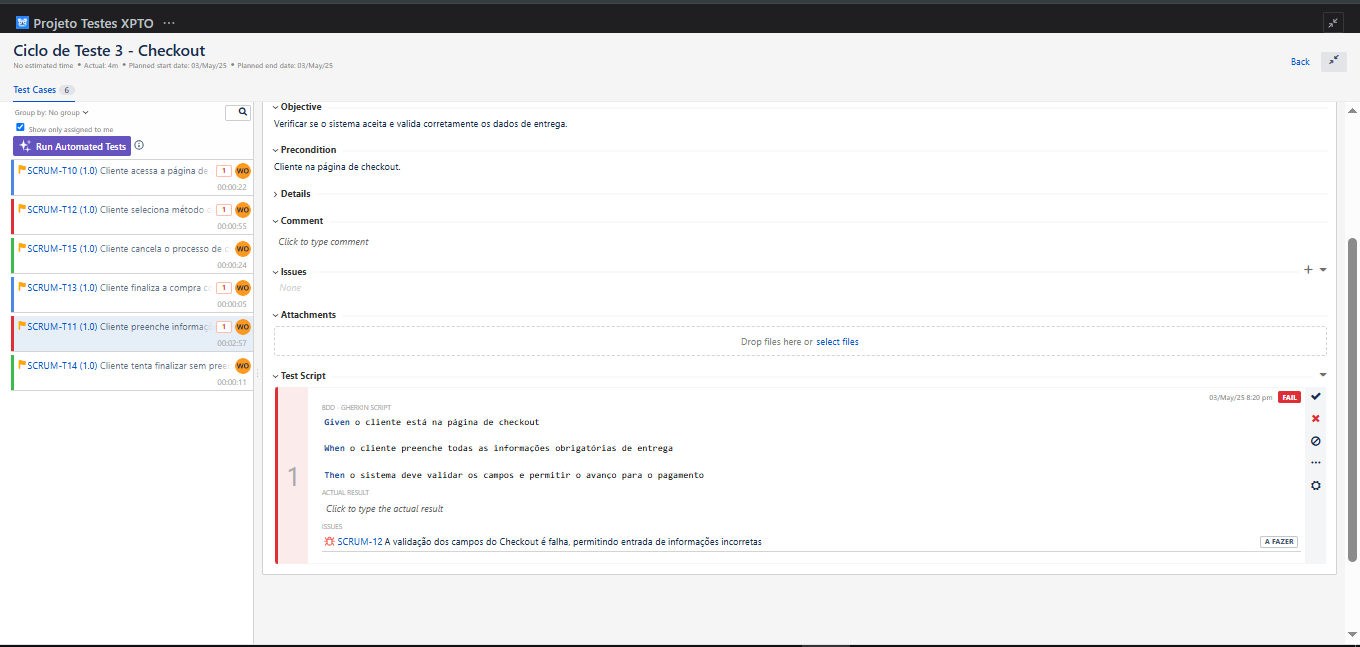 Projeto Testes XPTO ...
Ciclo de Teste 3 - Checkout
No estimated time • Actual: 4m • Planned start date: 03/May/25 • Planned end date: 03/May/25
Back
Test Cases 6
Group by: No group
Show only assigned to me
Run Automated Tests
SCRUM-T10 (1.0) Cliente acessa a página de 1 WO
00:00:22
SCRUM-T12 (1.0) Cliente seleciona método 1 WO
00:00:55
SCRUM-T15 (1.0) Cliente cancela o processo de WO
00:00:24
SCRUM-T13 (1.0) Cliente finaliza a compra 1 WO
00:00:05
SCRUM-T11 (1.0) Cliente preenche informaç 1 WO
00:02:57
SCRUM-T14 (1.0) Cliente tenta finalizar sem pree WO
00:00:11
Objective
Verificar se o sistema aceita e valida corretamente os dados de entrega.
Precondition
Cliente na página de checkout.
Details
Comment
Click to type comment
Issues
None
Attachments
Drop files here or select files
Test Script
03/May/25 8:20 pm FAIL
1
BDD - GHERKIN SCRIPT
Given o cliente está na página de checkout
When o cliente preenche todas as informações obrigatórias de entrega
Then o sistema deve validar os campos e permitir o avanço para o pagamento
ACTUAL RESULT
Click to type the actual result
ISSUES
SCRUM-12 A validação dos campos do Checkout é falha, permitindo entrada de informações incorretas A FAZER